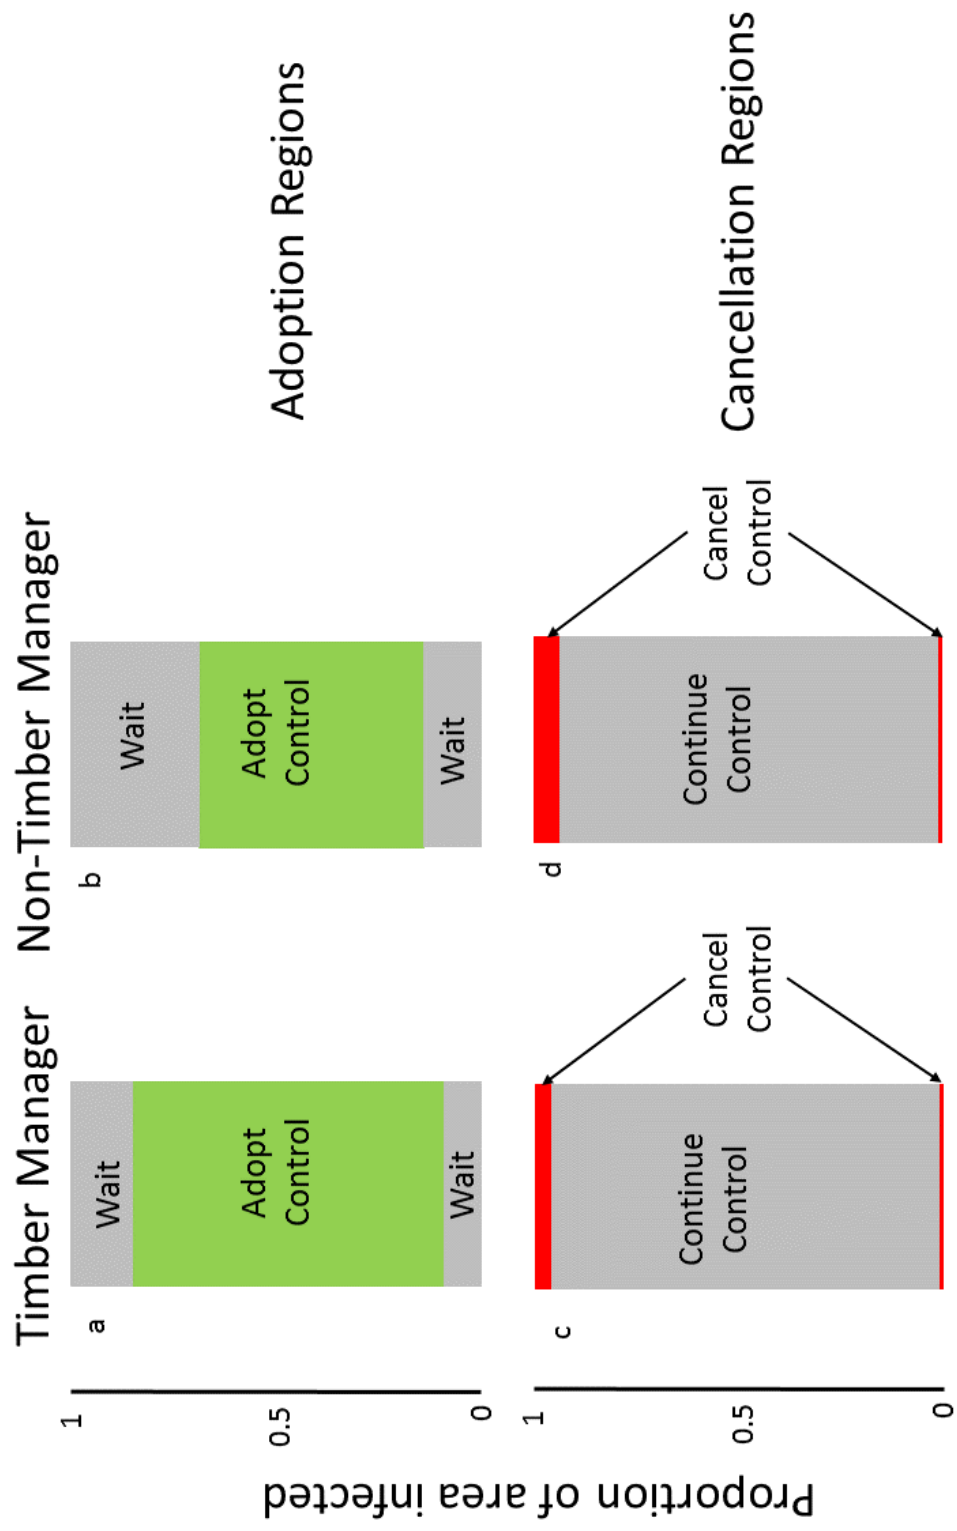 Timber Manager
Non-Timber Manager
Proportion of area infected
1
0.5
0
a
Wait
Adopt
Control
Wait
b
Wait
Adopt
Control
Wait
Adoption Regions
1
0.5
0
c
Continue
Control
Cancel
Control
d
Continue
Control
Cancel
Control
Cancellation Regions